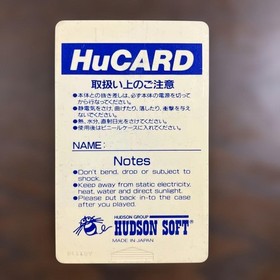 HuCARD
取扱い上のご注意
●本体との抜き差しは、必ず本体の電源を切って
から行なってください。
●静電気をさけ、曲げたり、落したり、衝撃を与え
ないでください。
●熱、水分、直射日光をさけてください。
●使用後はビニールケースに入れてください。
NAME:
Notes
●Don't bend, drop or subject to
shock.
●Keep away from static electricity,
heat, water and direct sunlight.
●Please put back in-to the case
after you played.
HUDSON GROUP
HUDSON SOFT®
MADE IN JAPAN